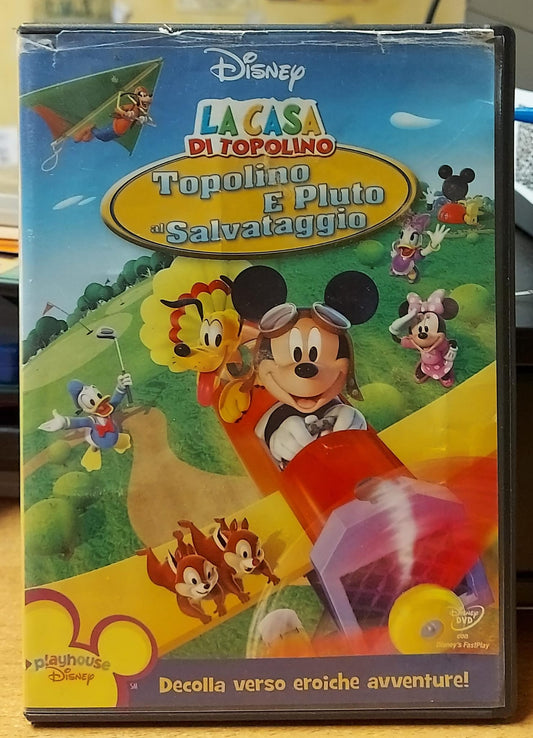 Disney
LA CASA
DI TOPOLINO
Topolino
E Pluto
al Salvataggio
playhouse
Disney
SM
Disney
DVD
con
Disney's FastPlay
Decolla verso eroiche avventure!